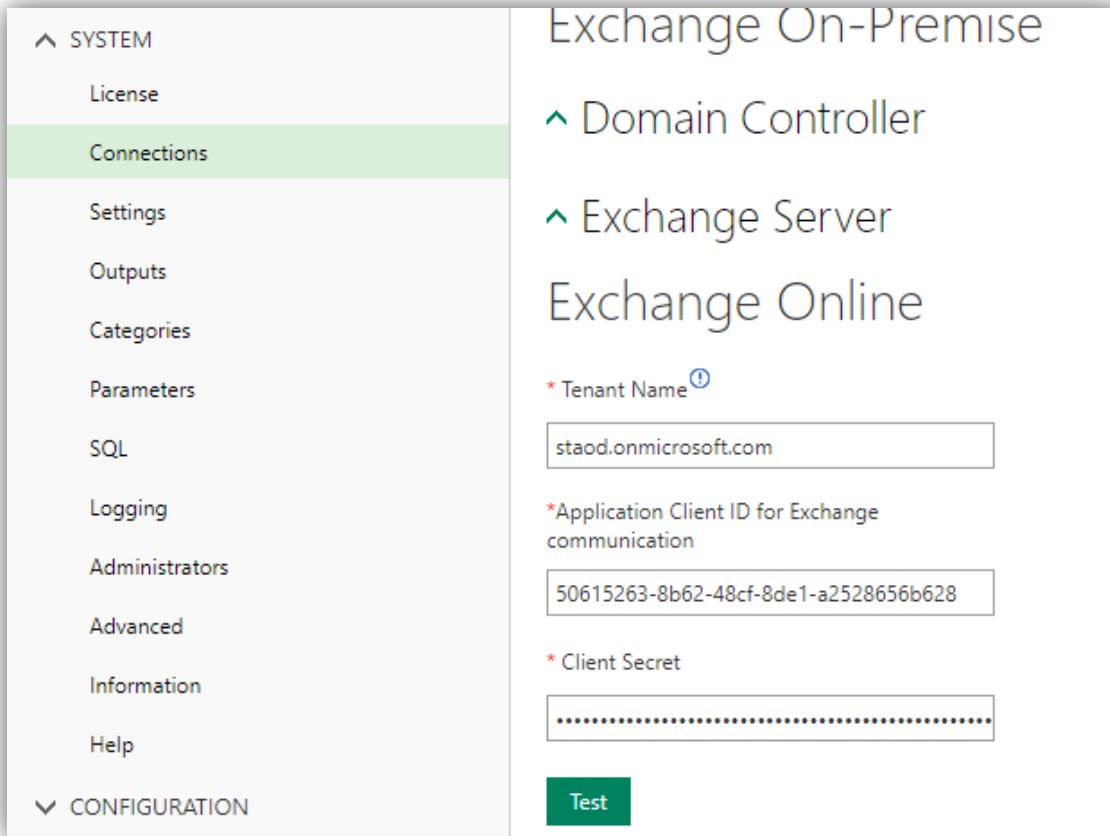 SYSTEM
License
Connections
Settings
Outputs
Categories
Parameters
SQL
Logging
Administrators
Advanced
Information
Help
CONFIGURATION
Exchange On-Premise
Domain Controller
Exchange Server
Exchange Online
* Tenant Name
staod.onmicrosoft.com
*Application Client ID for Exchange
communication
50615263-8b62-48cf-8de1-a2528656b628
* Client Secret
Test